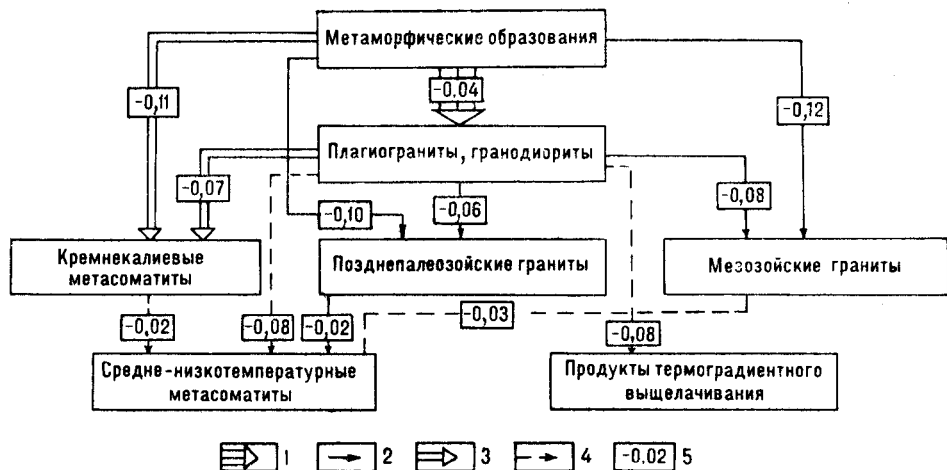 Метаморфические образования
-0,04
-0,11
-0,12
Плагиограниты, гранодиориты
-0,07
-0,10
-0,06
-0,08
Кремнекалиевые
метасоматиты
Позднепалеозойские граниты
Мезозойские граниты
-0,02
-0,08
-0,02
-0,03
-0,08
Средне-низкотемпературные
метасоматиты
Продукты термоградиентного
выщелачивания
1 2 3 4 -0.02 5